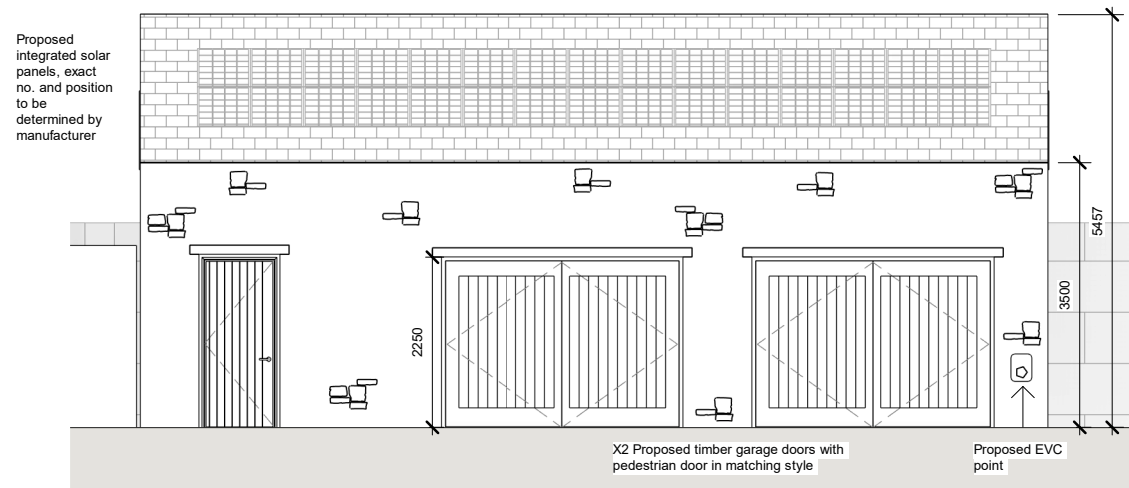 Proposed
integrated solar
panels, exact
no. and position
to be
determined by
manufacturer
5457
3500
2250
X2 Proposed timber garage doors with
pedestrian door in matching style
Proposed EVC
point